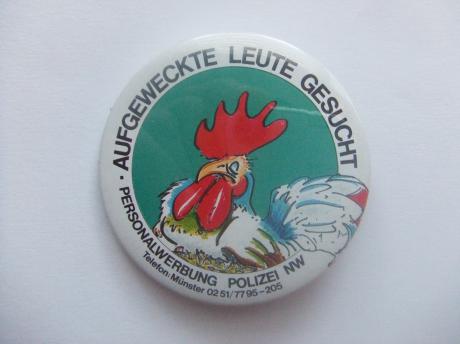 · AUFGEWECKTE LEUTE GESUCHT
PERSONALWERBUNG POLIZEI NW
Telefon: Münster 02 51/77 95-205